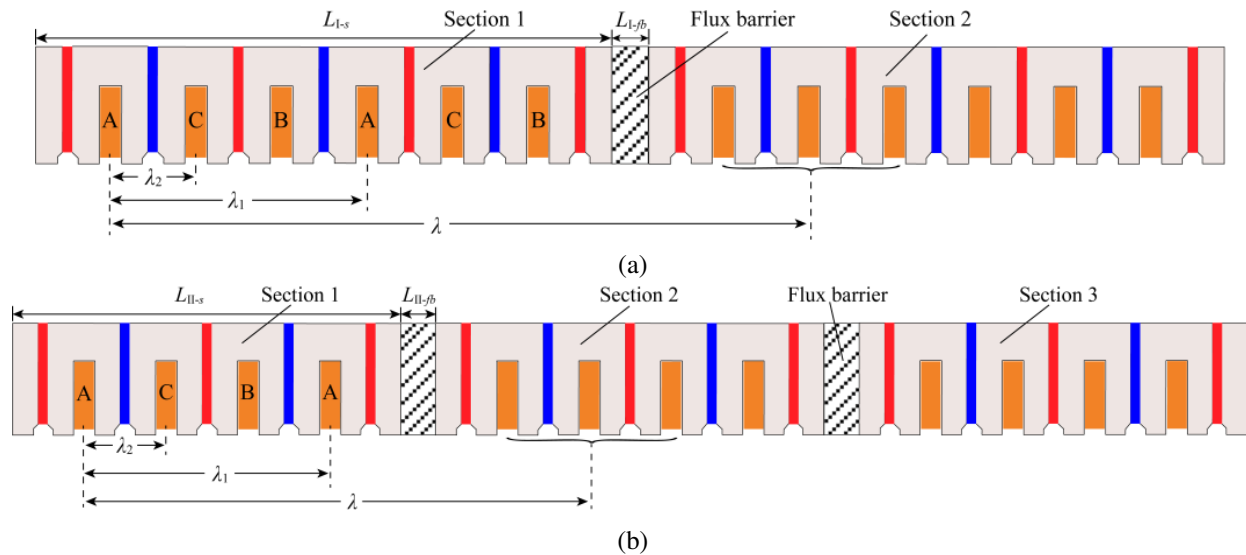 L_I-s Section 1 L_I-fb Flux barrier Section 2
A C B A C B
λ₂
λ₁
λ
(a)
L_II-s Section 1 L_II-fb Section 2 Flux barrier Section 3
A C B A
λ₂
λ₁
λ
(b)